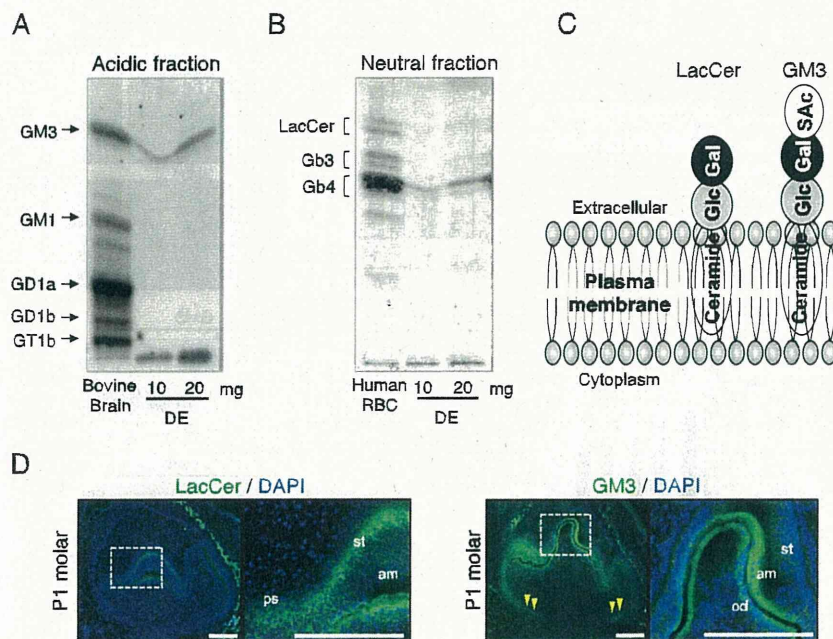 A
Acidic fraction
GM3
GM1
GD1a
GD1b
GT1b
Bovine Brain
10 20 mg
DE
B
Neutral fraction
LacCer
Gb3
Gb4
Human RBC
10 20 mg
DE
C
LacCer
GM3
Gal
Glc
Ceramide
SAc
Gal
Glc
Ceramide
Extracellular
Plasma
membrane
Cytoplasm
D
LacCer / DAPI
P1 molar
st
am
ps
GM3 / DAPI
P1 molar
st
am
od